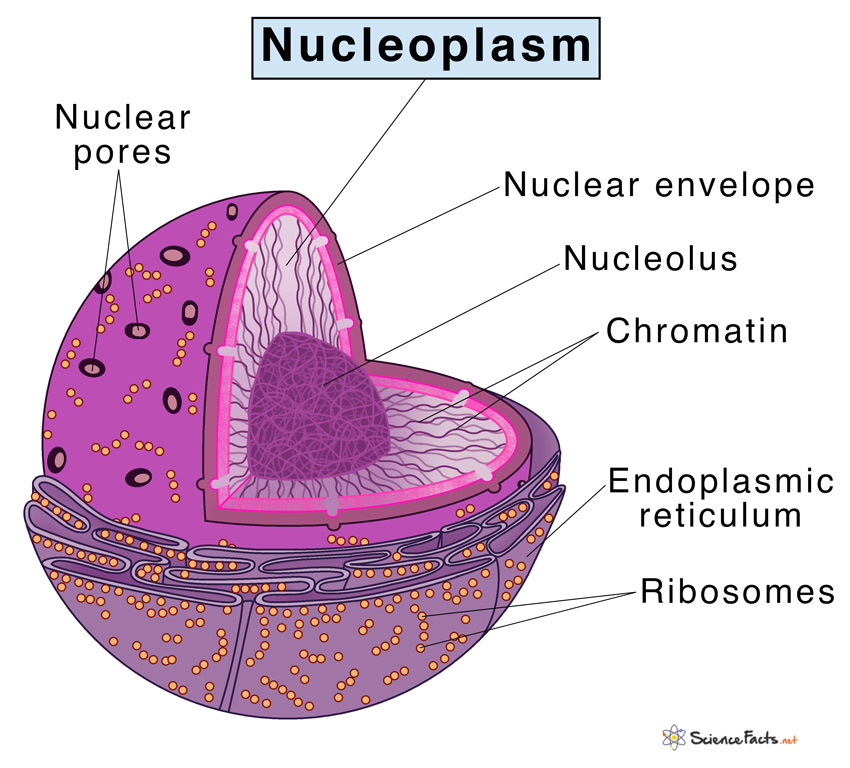 Nucleoplasm
Nuclear
pores
Nuclear envelope
Nucleolus
Chromatin
Endoplasmic
reticulum
Ribosomes
ScienceFacts.net